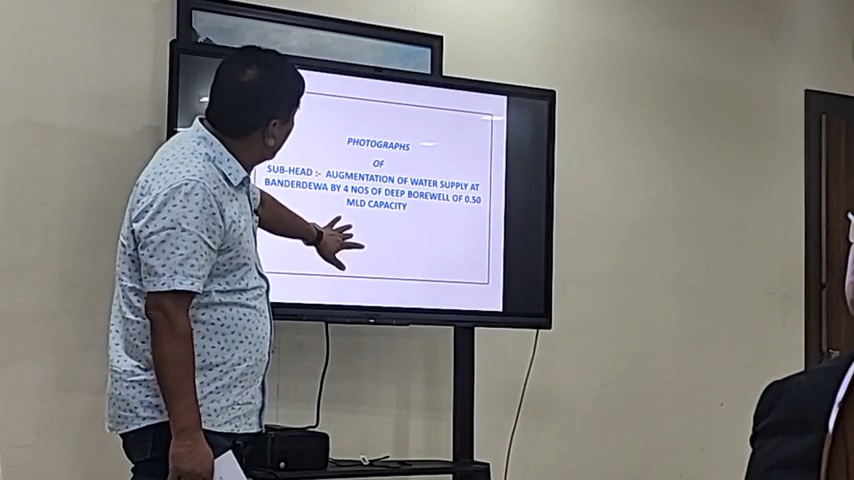 PHOTOGRAPHS
OF
SUB-HEAD :- AUGMENTATION OF WATER SUPPLY AT
BANDERDEWA BY 4 NOS OF DEEP BOREWELL OF 0.50
MLD CAPACITY